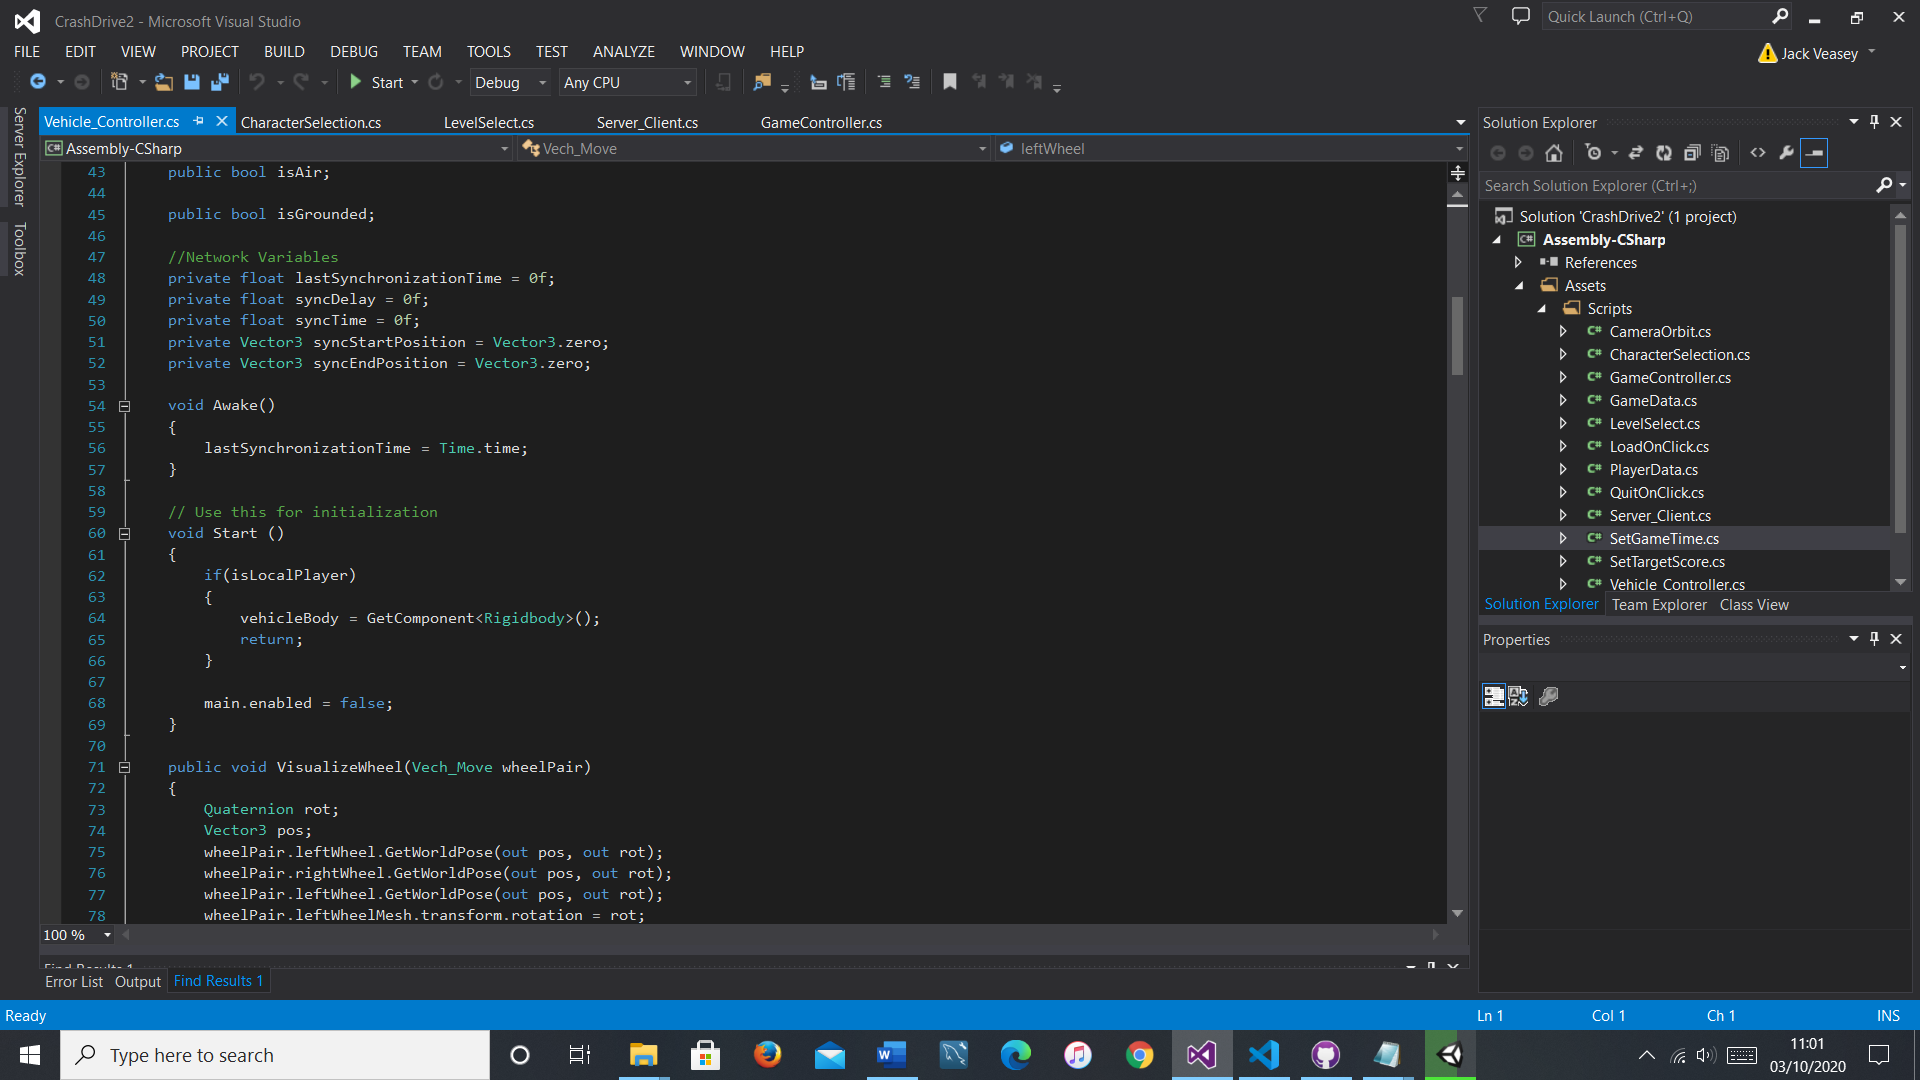 CrashDrive2 - Microsoft Visual Studio
Quick Launch (Ctrl+Q)
FILE EDIT VIEW PROJECT BUILD DEBUG TEAM TOOLS TEST ANALYZE WINDOW HELP
Jack Veasey
Start Debug Any CPU
Server Explorer
Toolbox
Vehicle_Controller.cs CharacterSelection.cs LevelSelect.cs Server_Client.cs GameController.cs
Assembly-CSharp Vech_Move leftWheel
43 public bool isAir;
44
45 public bool isGrounded;
46
47 //Network Variables
48 private float lastSynchronizationTime = 0f;
49 private float syncDelay = 0f;
50 private float syncTime = 0f;
51 private Vector3 syncStartPosition = Vector3.zero;
52 private Vector3 syncEndPosition = Vector3.zero;
53
54 void Awake()
55 {
56 lastSynchronizationTime = Time.time;
57 }
58
59 // Use this for initialization
60 void Start ()
61 {
62 if(isLocalPlayer)
63 {
64 vehicleBody = GetComponent<Rigidbody>();
65 return;
66 }
67
68 main.enabled = false;
69 }
70
71 public void VisualizeWheel(Vech_Move wheelPair)
72 {
73 Quaternion rot;
74 Vector3 pos;
75 wheelPair.leftWheel.GetWorldPose(out pos, out rot);
76 wheelPair.rightWheel.GetWorldPose(out pos, out rot);
77 wheelPair.leftWheel.GetWorldPose(out pos, out rot);
78 wheelPair.leftWheelMesh.transform.rotation = rot;
100 %
Find Results 1
Error List Output Find Results 1
Solution Explorer
Search Solution Explorer (Ctrl+;)
Solution 'CrashDrive2' (1 project)
Assembly-CSharp
References
Assets
Scripts
CameraOrbit.cs
CharacterSelection.cs
GameController.cs
GameData.cs
LevelSelect.cs
LoadOnClick.cs
PlayerData.cs
QuitOnClick.cs
Server_Client.cs
SetGameTime.cs
SetTargetScore.cs
Vehicle_Controller.cs
Solution Explorer Team Explorer Class View
Properties
Ready Ln 1 Col 1 Ch 1 INS
Type here to search
11:01
03/10/2020